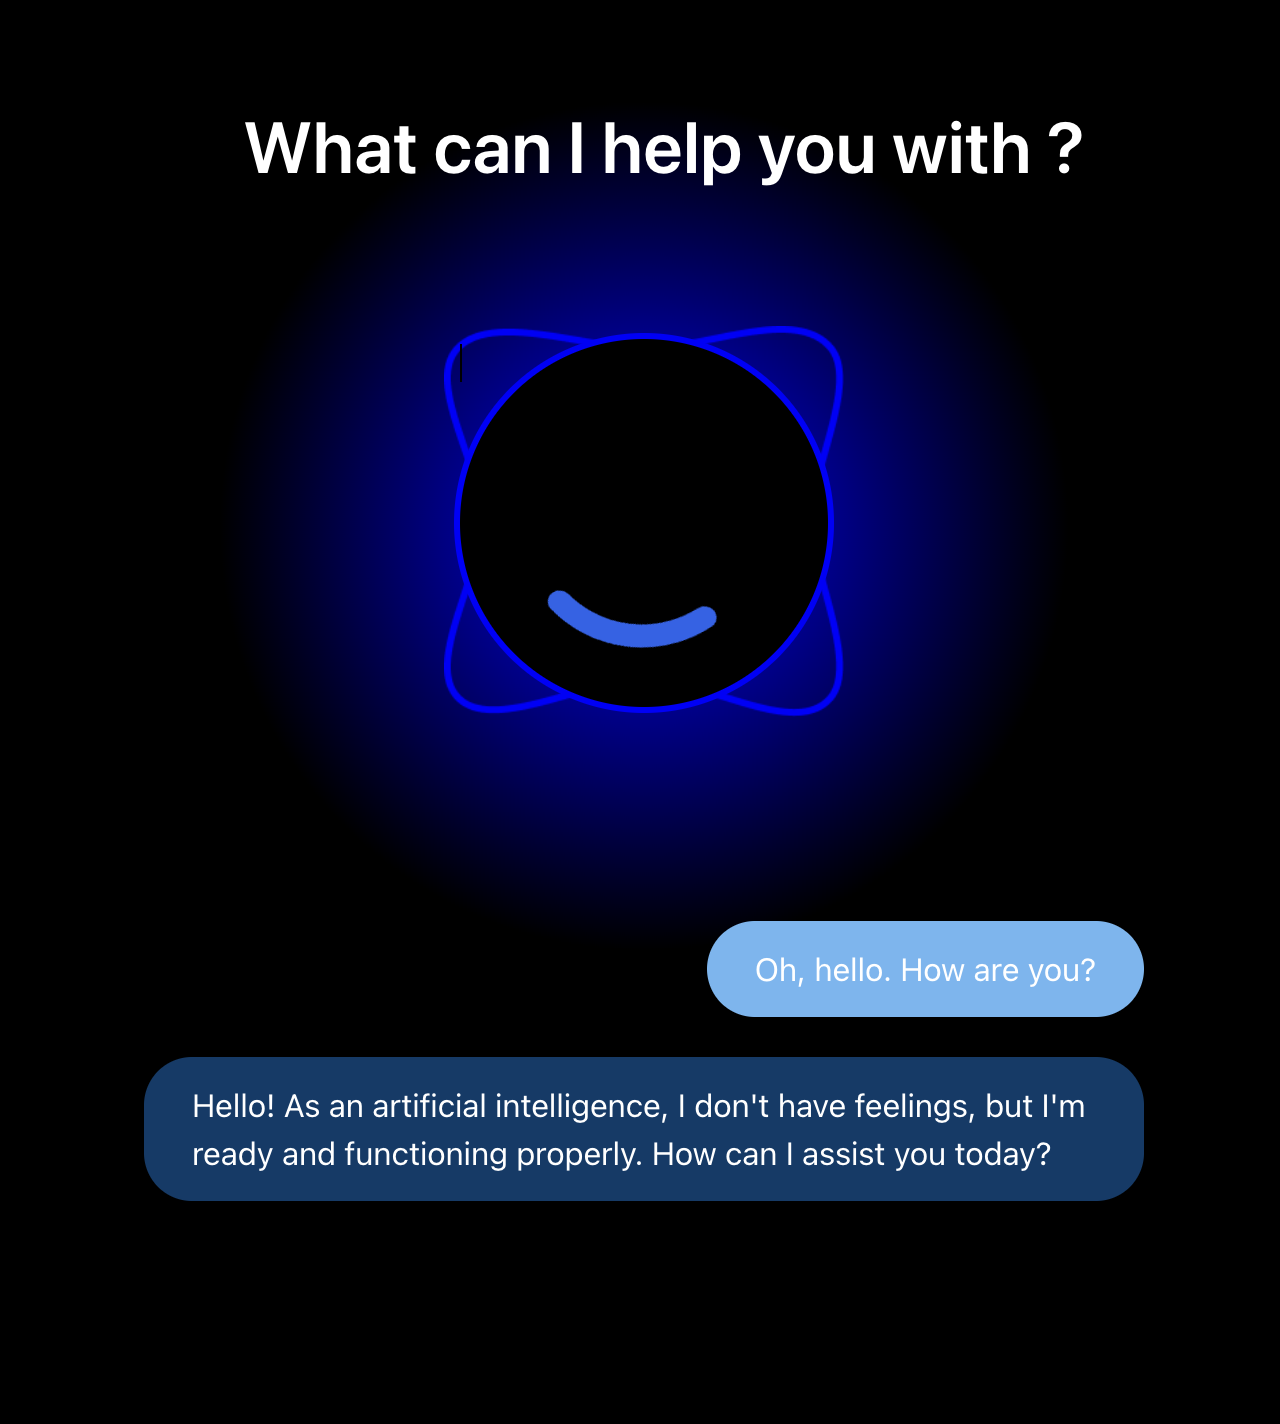 What can I help you with ?
Oh, hello. How are you?
Hello! As an artificial intelligence, I don't have feelings, but I'm
ready and functioning properly. How can I assist you today?